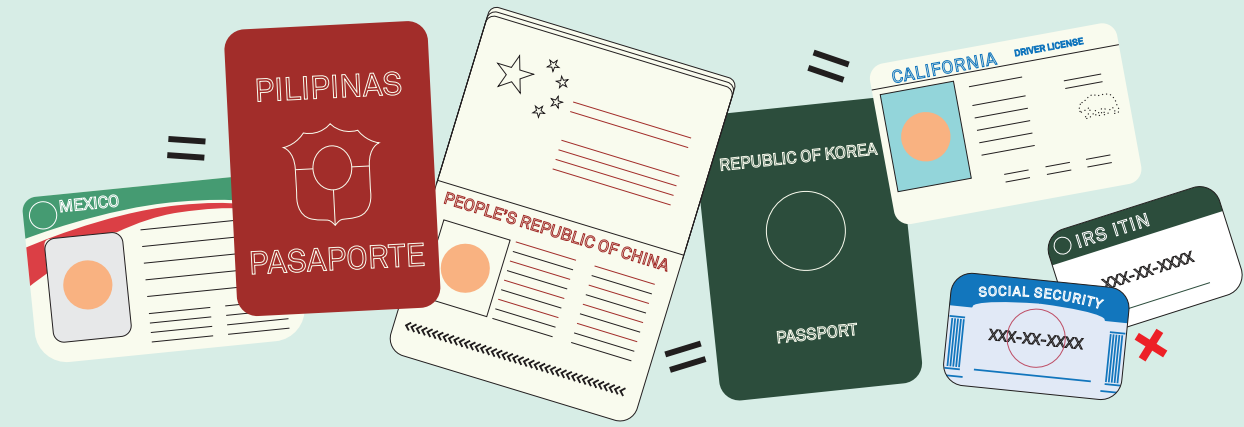 MEXICO
PILIPINAS
PASAPORTE
PEOPLE'S REPUBLIC OF CHINA
REPUBLIC OF KOREA
PASSPORT
CALIFORNIA DRIVER LICENSE
IRS ITIN
XXX-XX-XXXX
SOCIAL SECURITY
XXX-XX-XXXX